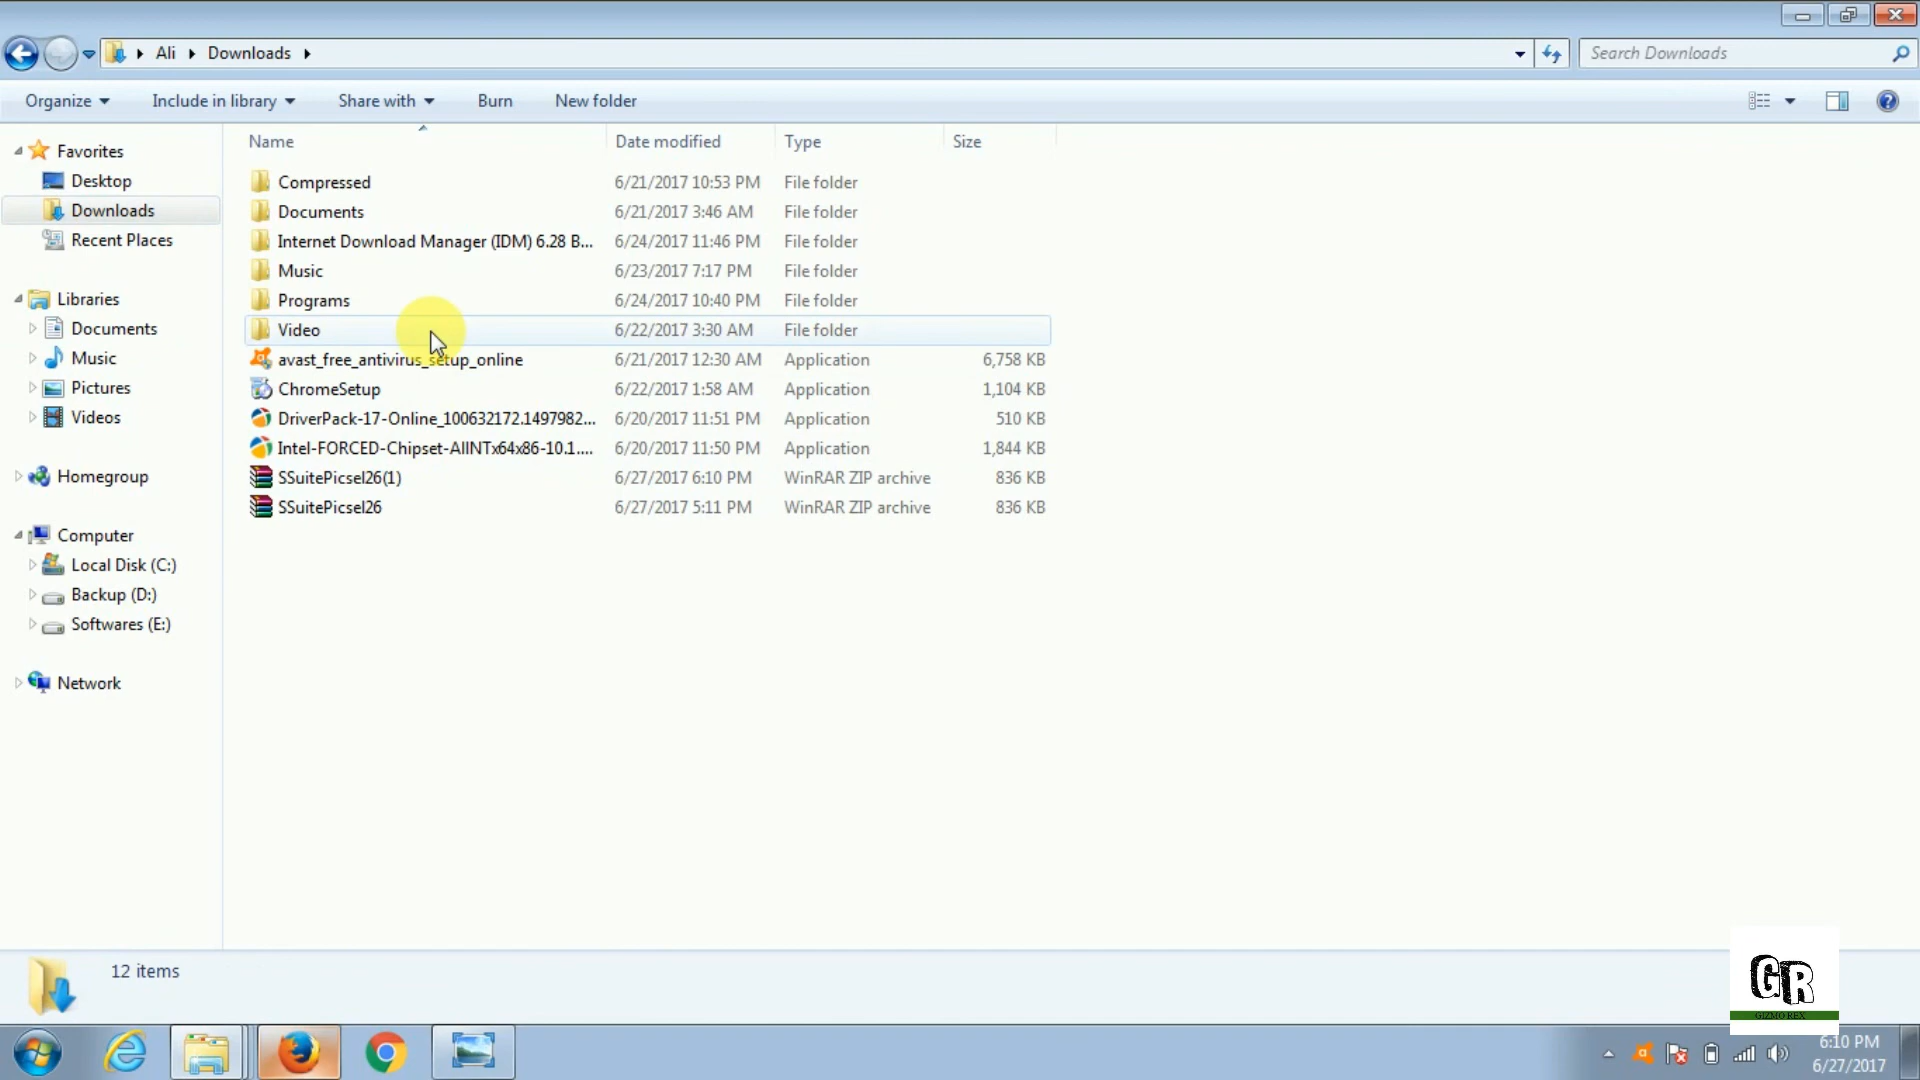 Ali Downloads
Search Downloads
Organize Include in library Share with Burn New folder
Name Date modified Type Size
Favorites
Desktop
Downloads
Recent Places
Libraries
Documents
Music
Pictures
Videos
Homegroup
Computer
Local Disk (C:)
Backup (D:)
Softwares (E:)
Network
Compressed 6/21/2017 10:53 PM File folder
Documents 6/21/2017 3:46 AM File folder
Internet Download Manager (IDM) 6.28 B... 6/24/2017 11:46 PM File folder
Music 6/23/2017 7:17 PM File folder
Programs 6/24/2017 10:40 PM File folder
Video 6/22/2017 3:30 AM File folder
avast_free_antivirus_setup_online 6/21/2017 12:30 AM Application 6,758 KB
ChromeSetup 6/22/2017 1:58 AM Application 1,104 KB
DriverPack-17-Online_100632172.1497982... 6/20/2017 11:51 PM Application 510 KB
Intel-FORCED-Chipset-AllNTx64x86-10.1.... 6/20/2017 11:50 PM Application 1,844 KB
SSuitePicsel26(1) 6/27/2017 6:10 PM WinRAR ZIP archive 836 KB
SSuitePicsel26 6/27/2017 5:11 PM WinRAR ZIP archive 836 KB
12 items
GR
GIZMO REX
6:10 PM
6/27/2017